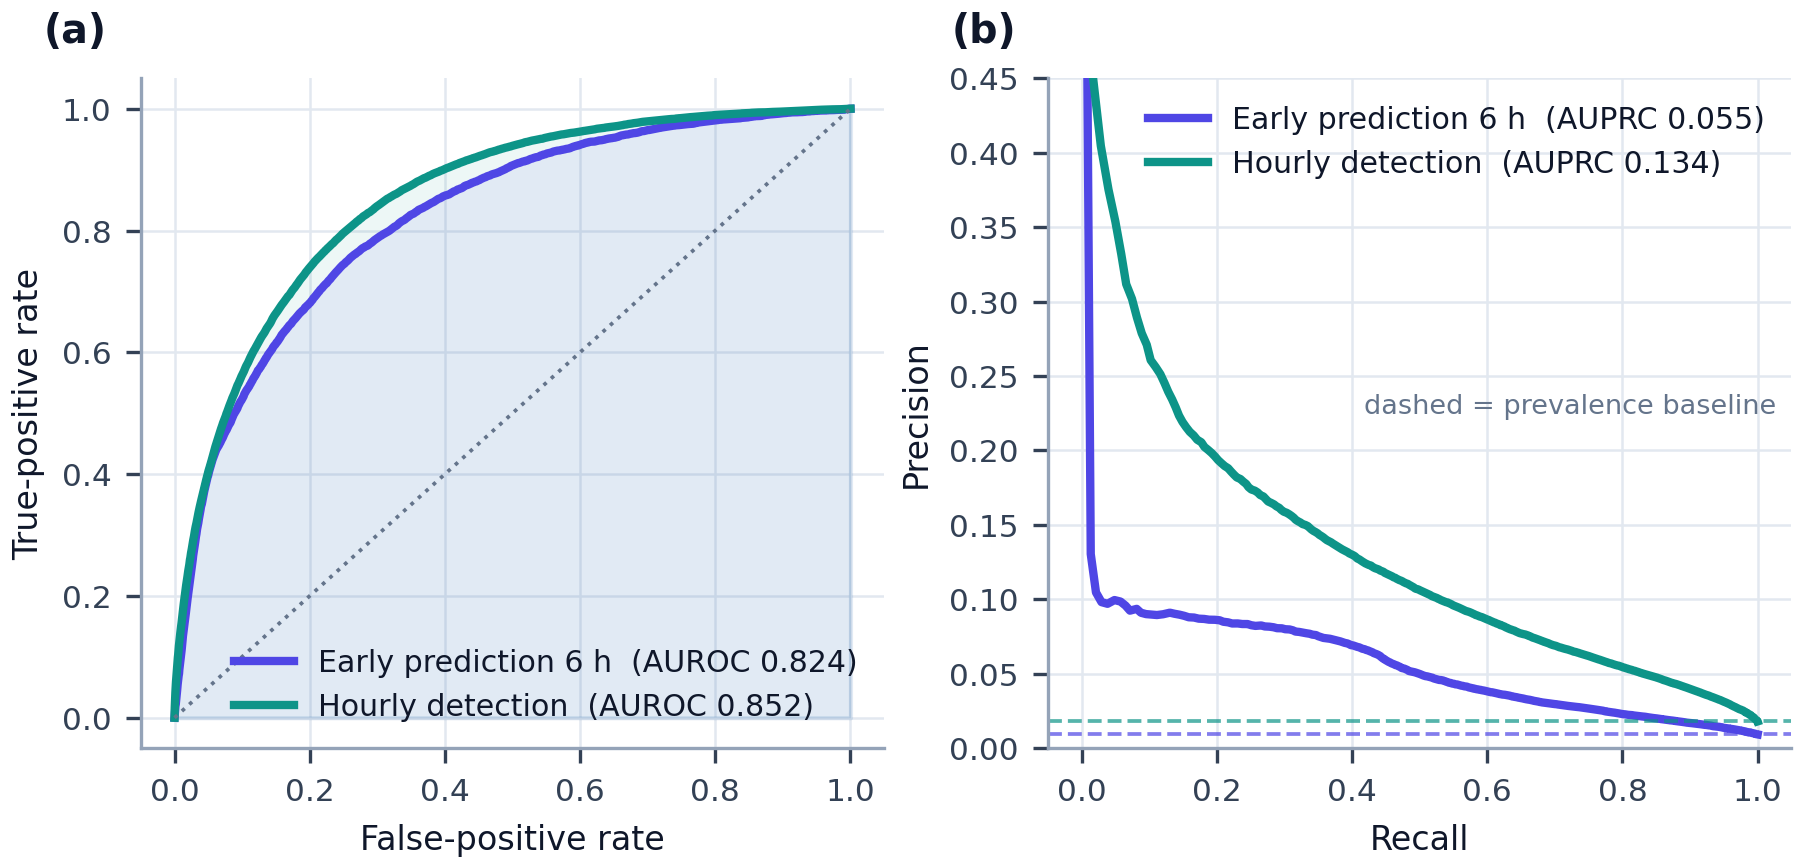 (a)
True-positive rate
1.0
0.8
0.6
0.4
0.2
0.0
Early prediction 6 h (AUROC 0.824)
Hourly detection (AUROC 0.852)
0.0 0.2 0.4 0.6 0.8 1.0
False-positive rate
(b)
Precision
0.45
0.40
0.35
0.30
0.25
0.20
0.15
0.10
0.05
0.00
Early prediction 6 h (AUPRC 0.055)
Hourly detection (AUPRC 0.134)
dashed = prevalence baseline
0.0 0.2 0.4 0.6 0.8 1.0
Recall